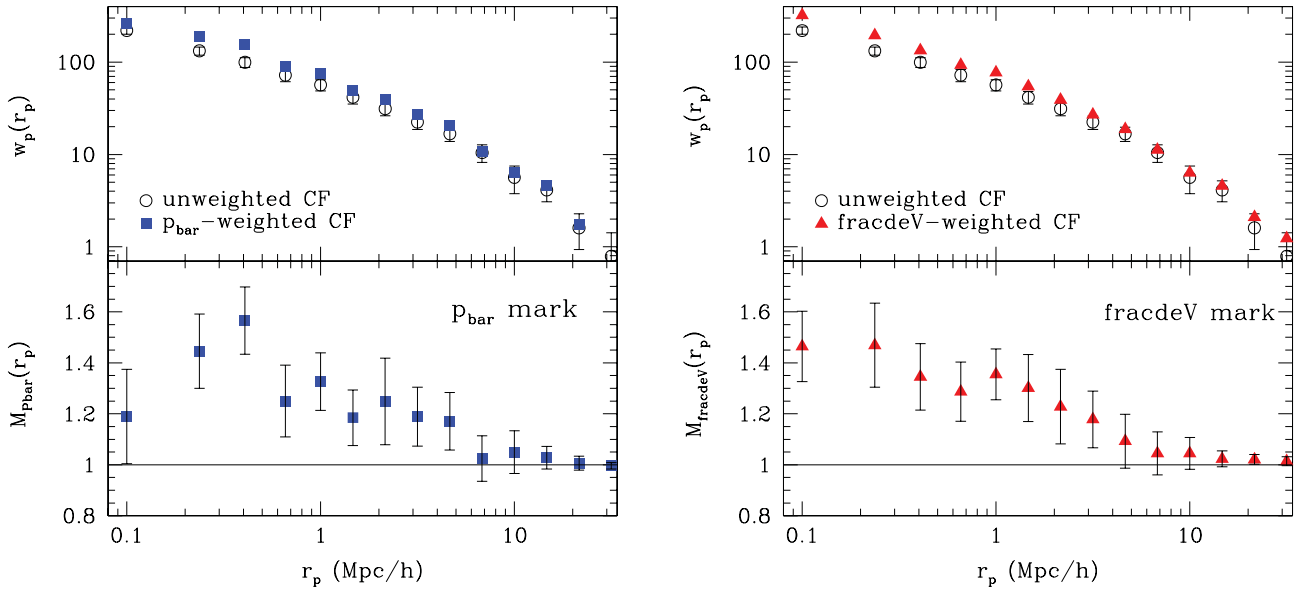 100
10
1
w_p(r_p)
unweighted CF
p_bar-weighted CF
1.6
1.4
1.2
1
0.8
M_Pbar(r_p)
p_bar mark
0.1
1
10
r_p (Mpc/h)
100
10
1
w_p(r_p)
unweighted CF
fracdeV-weighted CF
1.6
1.4
1.2
1
0.8
M_fracdeV(r_p)
fracdeV mark
0.1
1
10
r_p (Mpc/h)